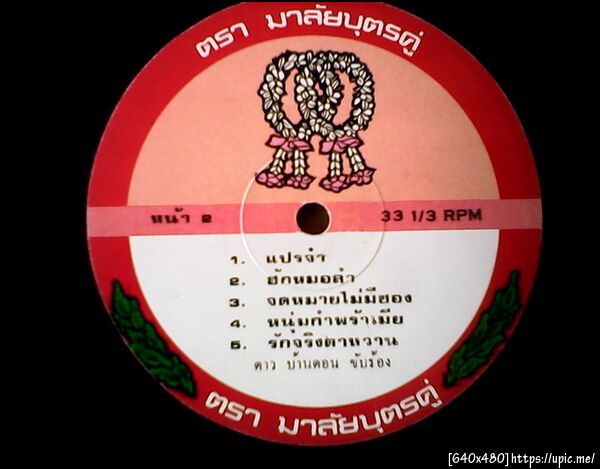 ตรา มาลัยบุตรคู่
หน้า ๒
33 1/3 RPM
1. แปรจ๋า
2. ฮักหมอลำ
3. จดหมายไม่มีซอง
4. หนุ่มกำพร้าเมีย
5. รักจริงตาหวาน
ดาว บ้านดอน ขับร้อง
ตรา มาลัยบุตรคู่
[640x480]https://upic.me/